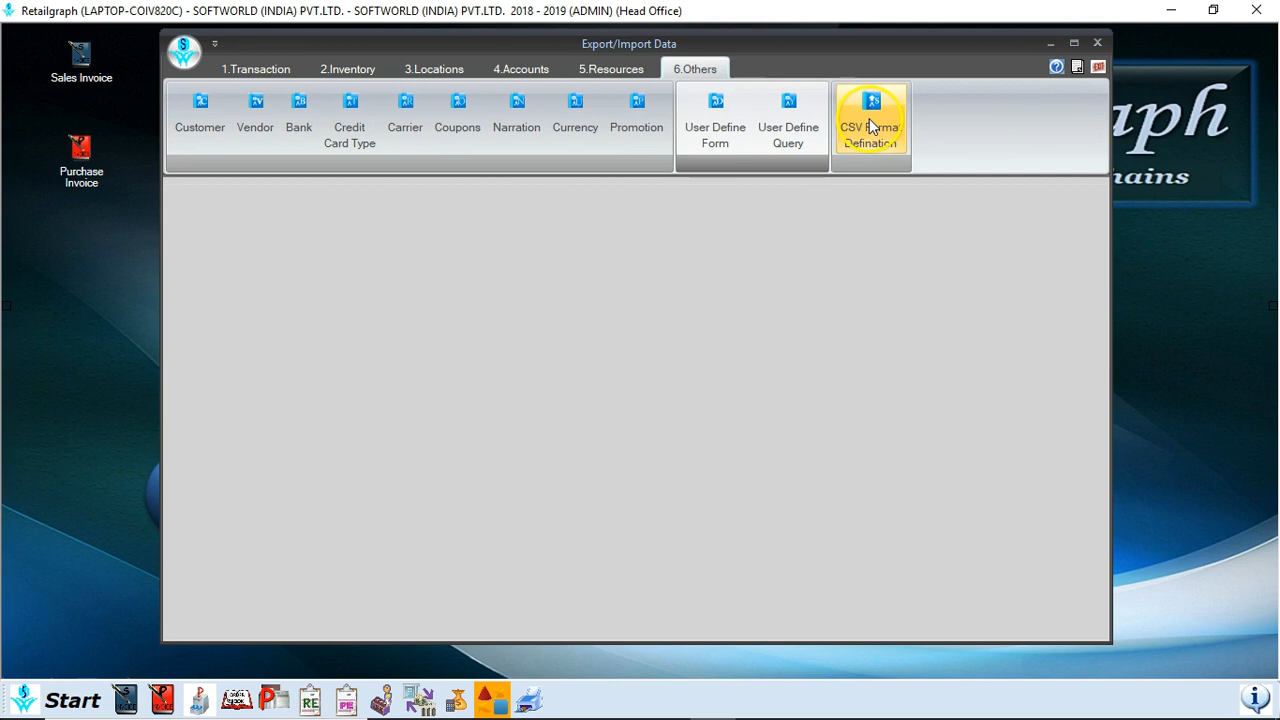 Retailgraph (LAPTOP-COIV820C) - SOFTWORLD (INDIA) PVT.LTD. - SOFTWORLD (INDIA) PVT.LTD. 2018 - 2019 (ADMIN) (Head Office)
Sales Invoice
Purchase
Invoice
Export/Import Data
1.Transaction 2.Inventory 3.Locations 4.Accounts 5.Resources 6.Others
Customer Vendor Bank Credit
Card Type Carrier Coupons Narration Currency Promotion
User Define
Form
User Define
Query
CSV
Defination
aph
hains
Start